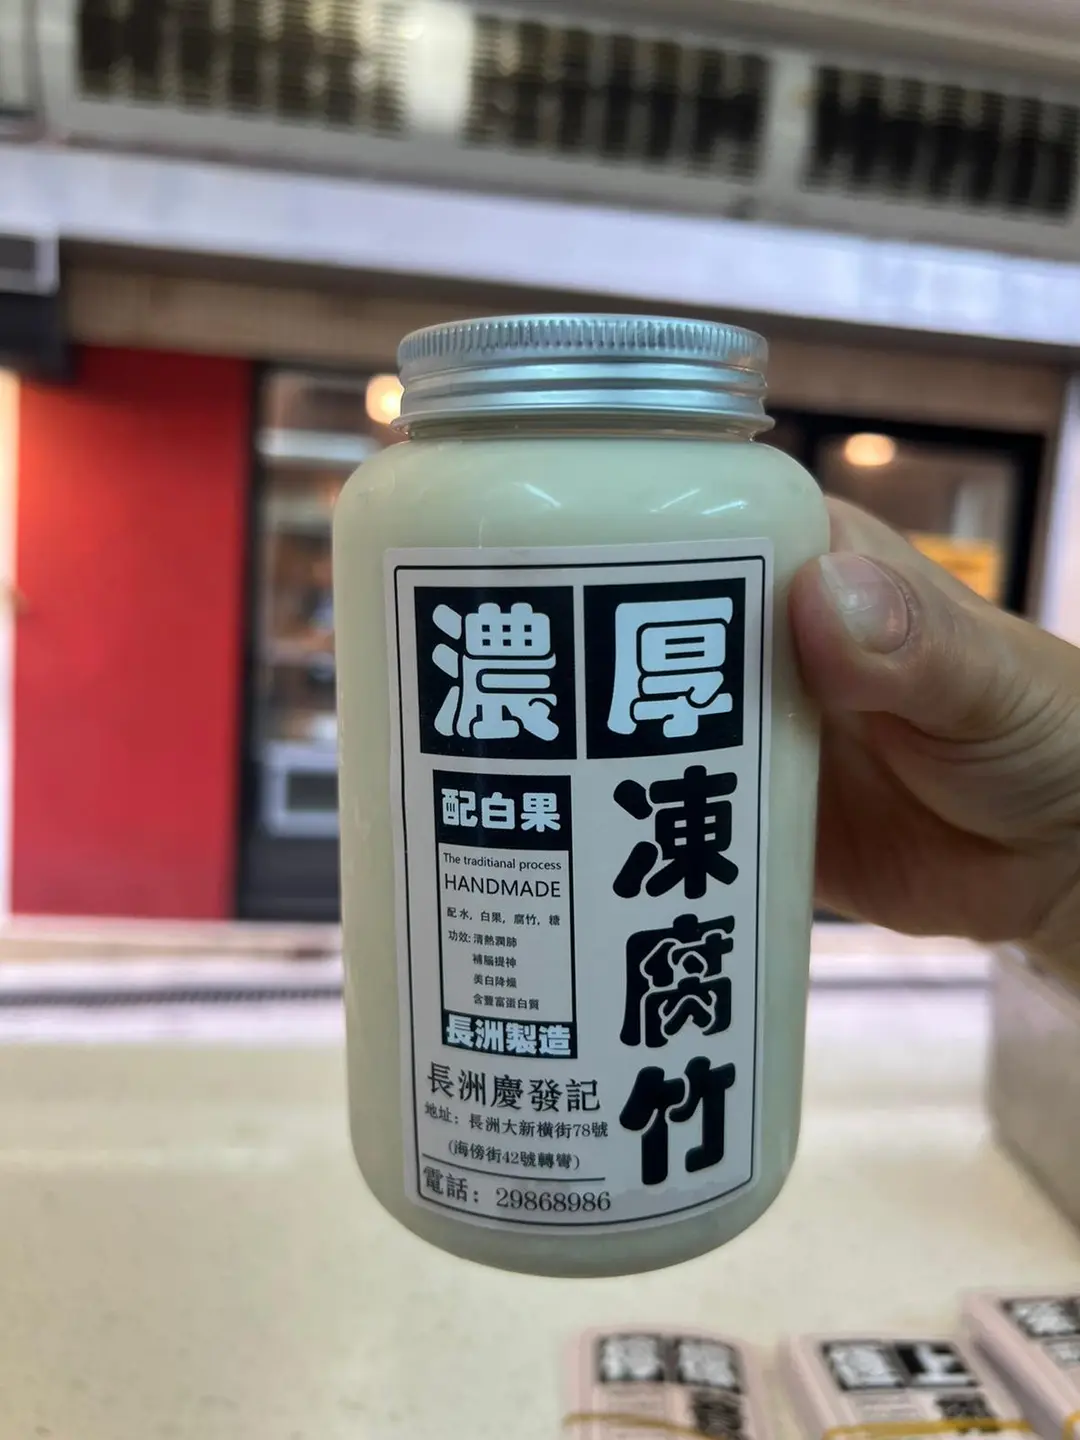 濃厚
凍腐竹
配白果
The traditianal process
HANDMADE
配水，白果，腐竹，糖
功效：清熱潤肺
補腦提神
美白降燥
含豐富蛋白質
長洲製造
長洲慶發記
地址：長洲大新橫街78號
(海傍街42號轉彎)
電話：29868986